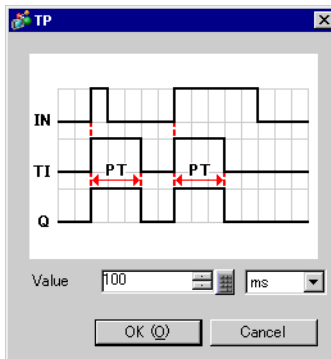 TP
IN
TI PT PT
Q
Value 100 ms
OK (O) Cancel